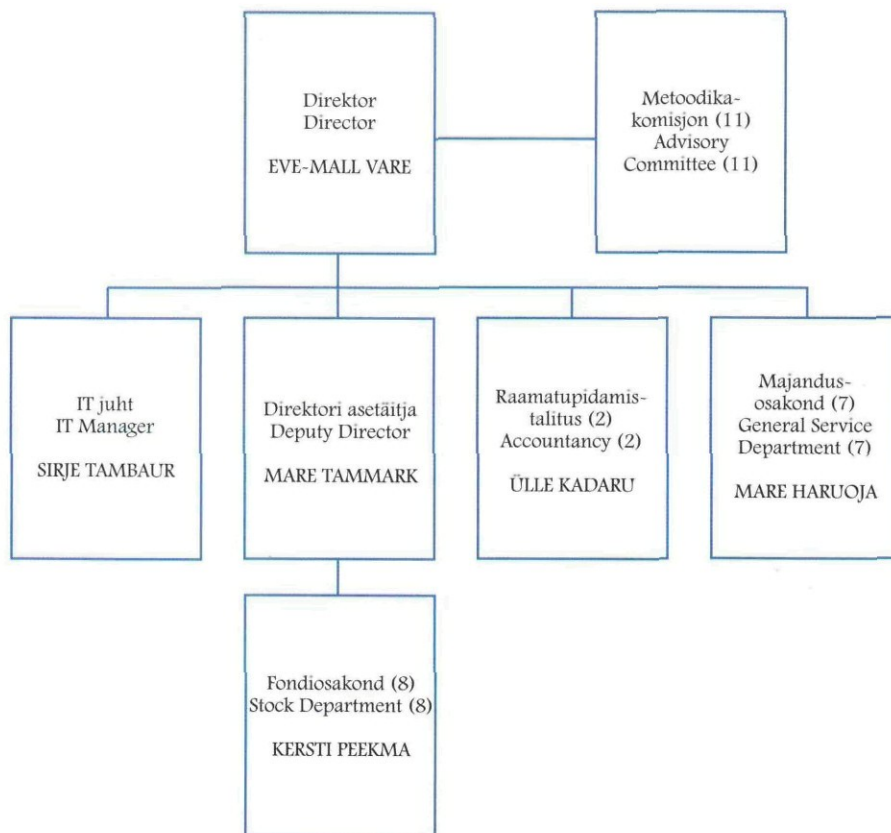 Direktor
Director
EVE-MALL VARE
Metoodika-
komisjon (11)
Advisory
Committee (11)
IT juht
IT Manager
SIRJE TAMBAUR
Direktori asetäitja
Deputy Director
MARE TAMMARK
Raamatupidamis-
talitus (2)
Accountancy (2)
ÜLLE KADARU
Majandus-
osakond (7)
General Service
Department (7)
MARE HARUOJA
Fondiosakond (8)
Stock Department (8)
KERSTI PEEKMA